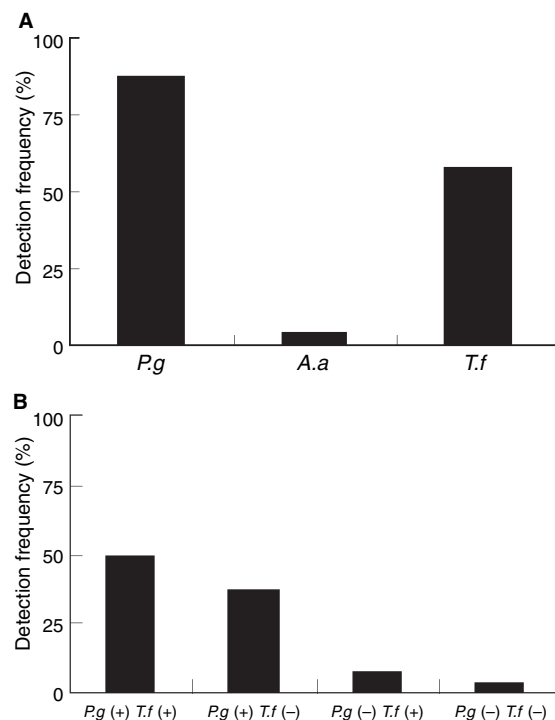 A
Detection frequency (%)
100
75
50
25
0
P.g A.a T.f
B
Detection frequency (%)
100
75
50
25
0
P.g (+) T.f (+) P.g (+) T.f (–) P.g (–) T.f (+) P.g (–) T.f (–)